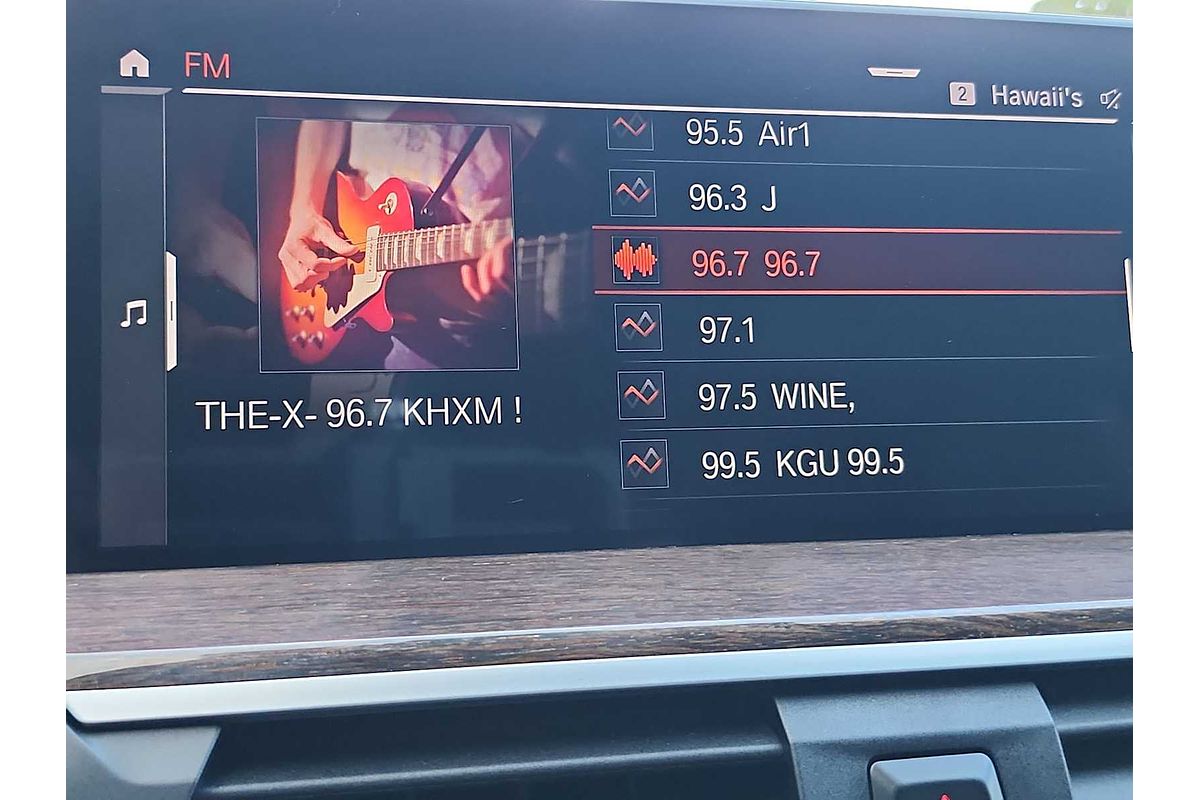 FM
2 Hawaii's
95.5 Air1
96.3 J
96.7 96.7
97.1
97.5 WINE,
99.5 KGU 99.5
THE-X- 96.7 KHXM !